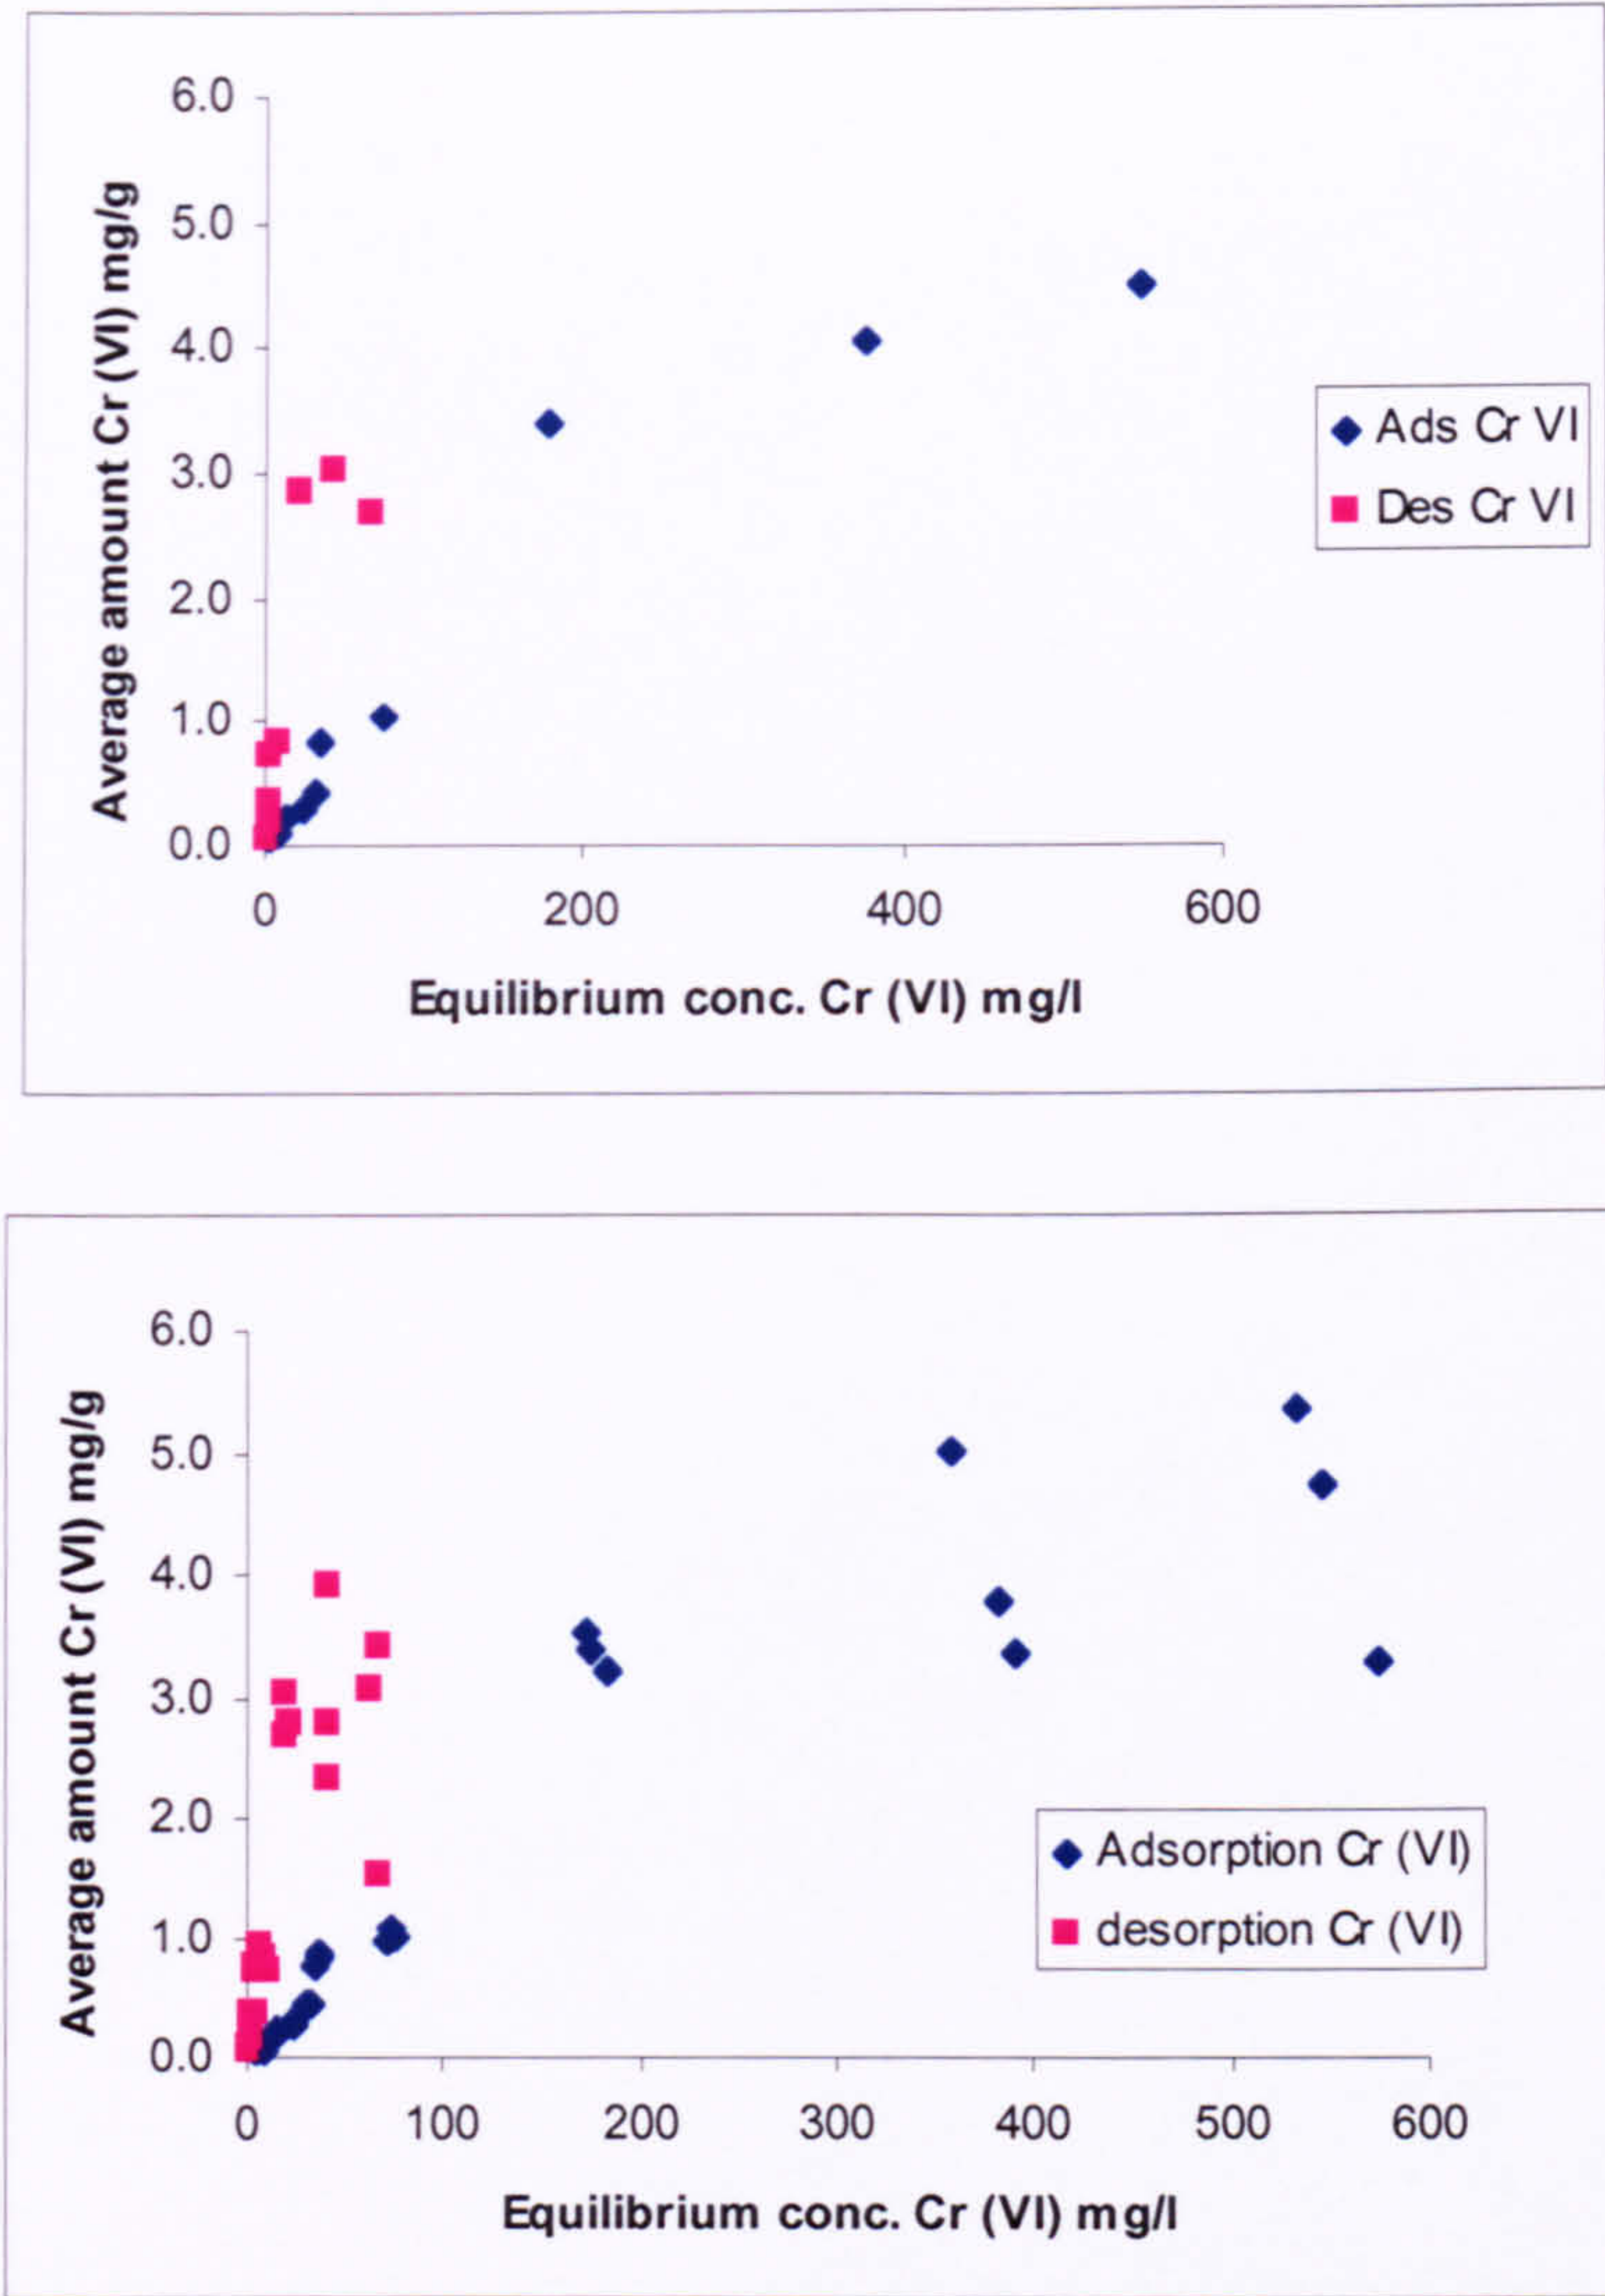 6.0
5.0
4.0
3.0
2.0
1.0
0.0
Average amount Cr (VI) mg/g
0 200 400 600
Equilibrium conc. Cr (VI) mg/l
Ads Cr VI
Des Cr VI
6.0
5.0
4.0
3.0
2.0
1.0
0.0
Average amount Cr (VI) mg/g
0 100 200 300 400 500 600
Equilibrium conc. Cr (VI) mg/l
Adsorption Cr (VI)
desorption Cr (VI)